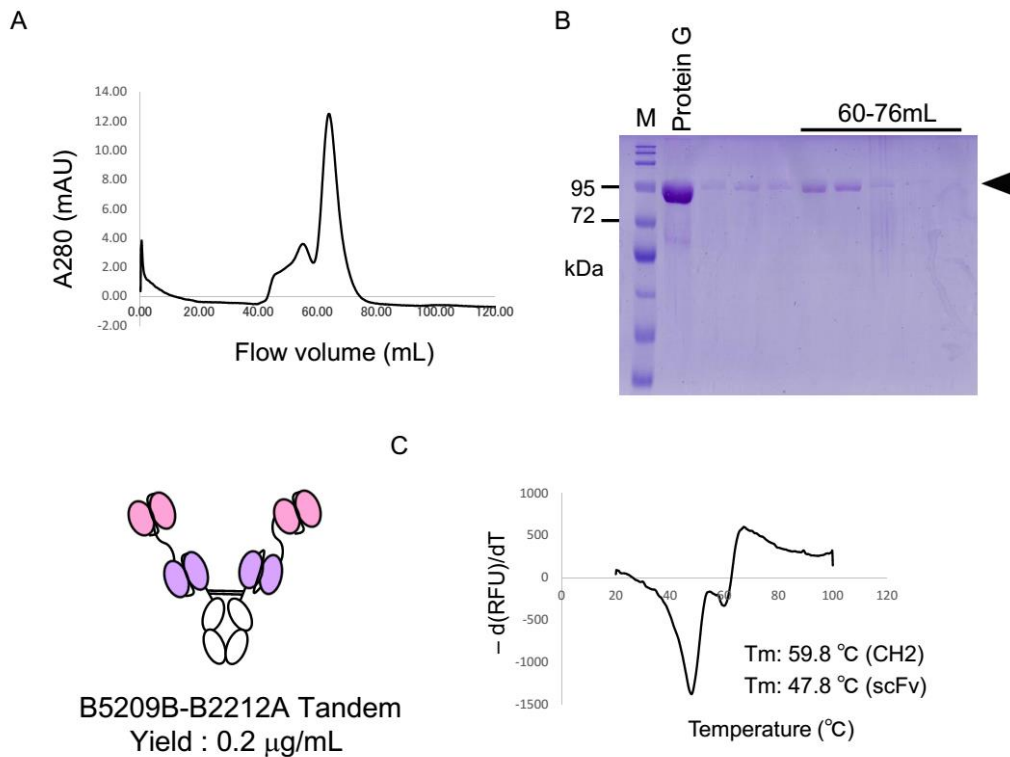 A
14.00
12.00
10.00
8.00
6.00
4.00
2.00
0.00
-2.00
0.00
20.00
40.00
60.00
80.00
100.00
120.00
A280 (mAU)
Flow volume (mL)
B
M
Protein G
60-76mL
95
72
kDa
B5209B-B2212A Tandem
Yield : 0.2 μg/mL
C
1000
500
0
-500
-1000
-1500
0
20
40
60
80
100
120
– d(RFU)/dT
Tm: 59.8 ℃ (CH2)
Tm: 47.8 ℃ (scFv)
Temperature (℃)